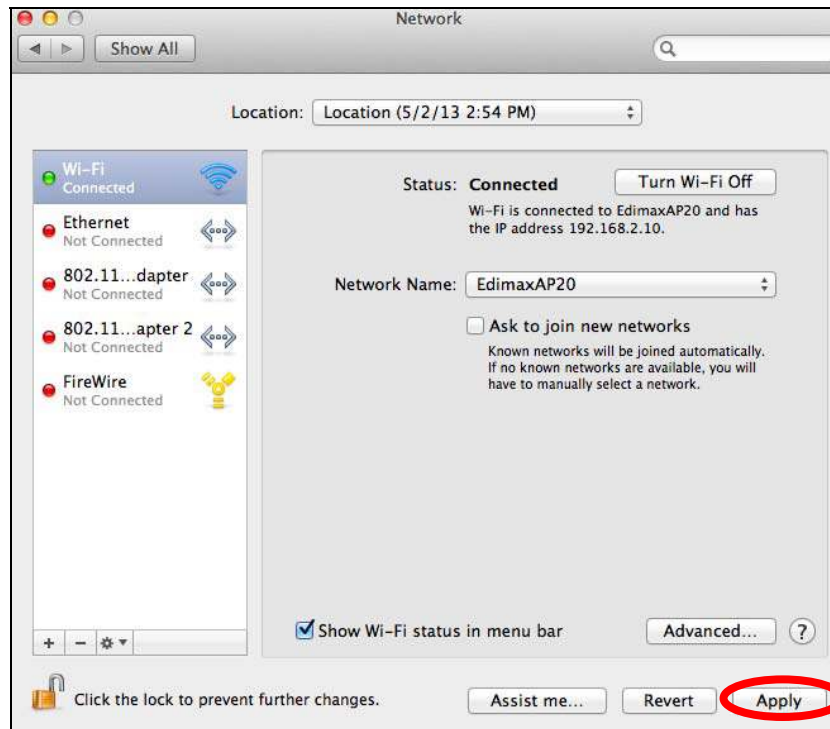 Network
Show All
Location: Location (5/2/13 2:54 PM)
Wi-Fi
Connected
Ethernet
Not Connected
802.11...dapter
Not Connected
802.11...apter 2
Not Connected
FireWire
Not Connected
Status: Connected
Turn Wi-Fi Off
Wi-Fi is connected to EdimaxAP20 and has
the IP address 192.168.2.10.
Network Name: EdimaxAP20
Ask to join new networks
Known networks will be joined automatically.
If no known networks are available, you will
have to manually select a network.
Show Wi-Fi status in menu bar
Advanced...
?
Click the lock to prevent further changes.
Assist me...
Revert
Apply